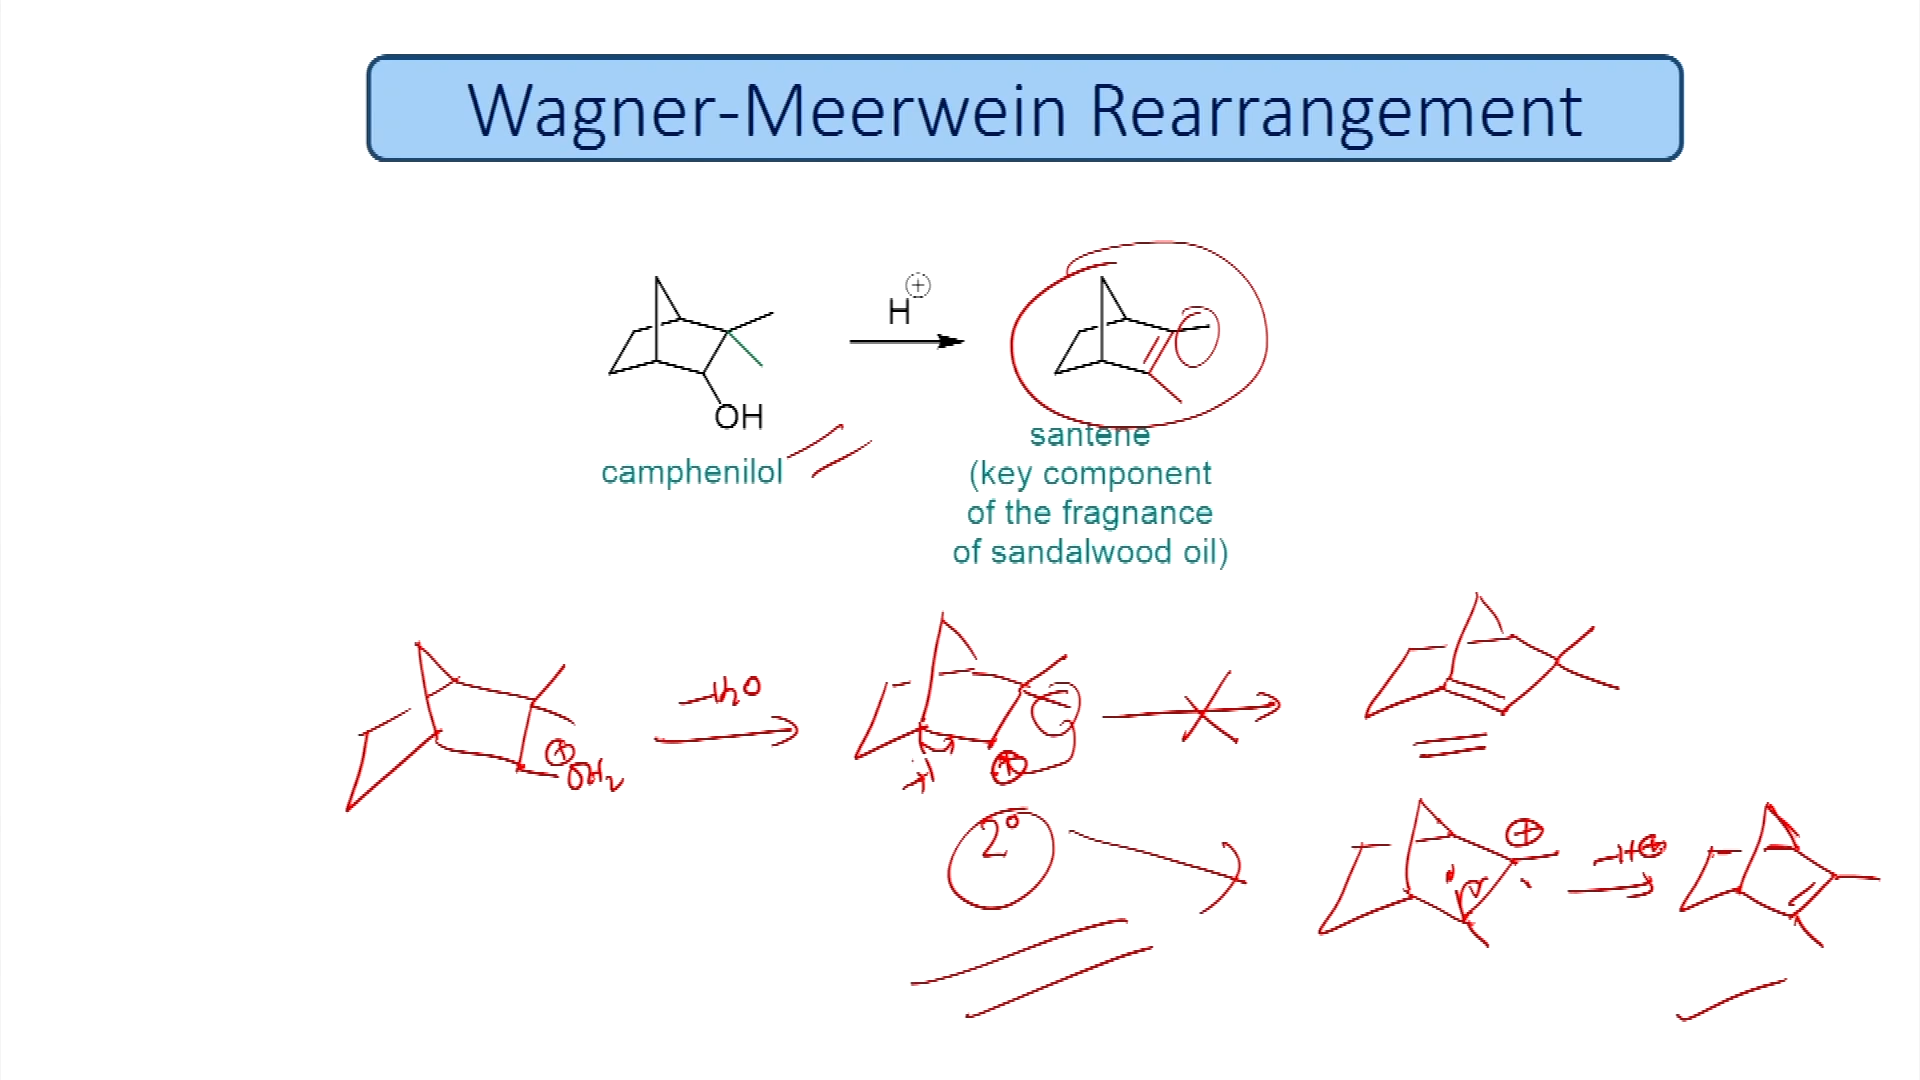 Wagner-Meerwein Rearrangement
H⊕
OH
camphenilol
santene
(key component
of the fragnance
of sandalwood oil)
⊕
OH₂
-H₂O
H
⊕
2°
⊕
H
-H⊕